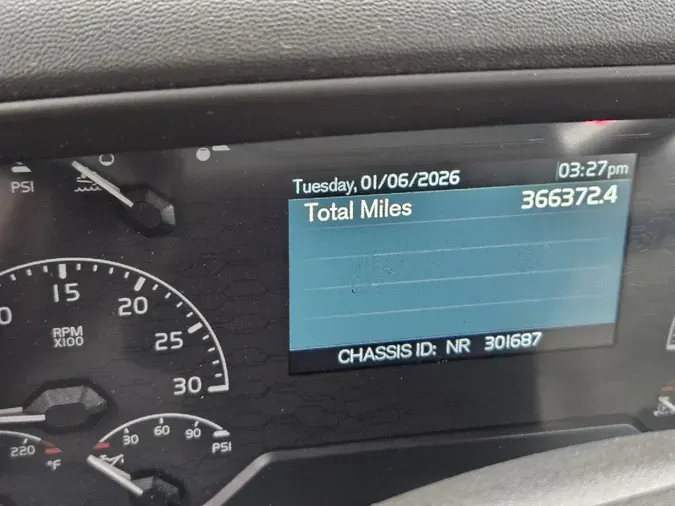 PSI
Tuesday, 01/06/2026 03:27pm
Total Miles 366372.4
CHASSIS ID: NR 301687
15
20
25
30
RPM
X100
220
°F
30 60 90
PSI